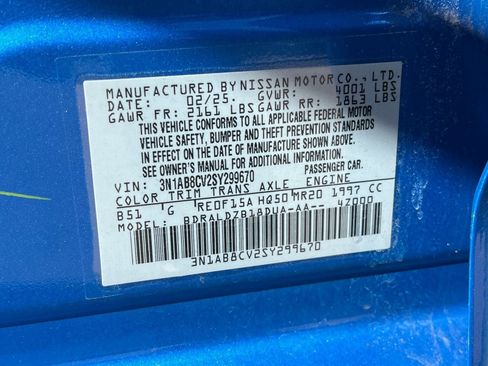 MANUFACTURED BY NISSAN MOTOR CO., LTD.
DATE: 02/25. GVWR: 4001 LBS
GAWR FR: 2161 LBS GAWR RR: 1863 LBS
THIS VEHICLE CONFORMS TO ALL APPLICABLE FEDERAL MOTOR
VEHICLE SAFETY, BUMPER AND THEFT PREVENTION STANDARDS
IN EFFECT ON THE DATE OF MANUFACTURE SHOWN ABOVE.
SEE OWNER'S MANUAL FOR ADDITIONAL INFORMATION.
VIN: 3N1AB8CV2SY299670 PASSENGER CAR.
COLOR TRIM TRANS AXLE ENGINE
B51 G RE0F15A HQ50 MR20 1997 CC
MODEL: BDRALDZB18DUA-AA-- 47000
3N1AB8CV2SY299670